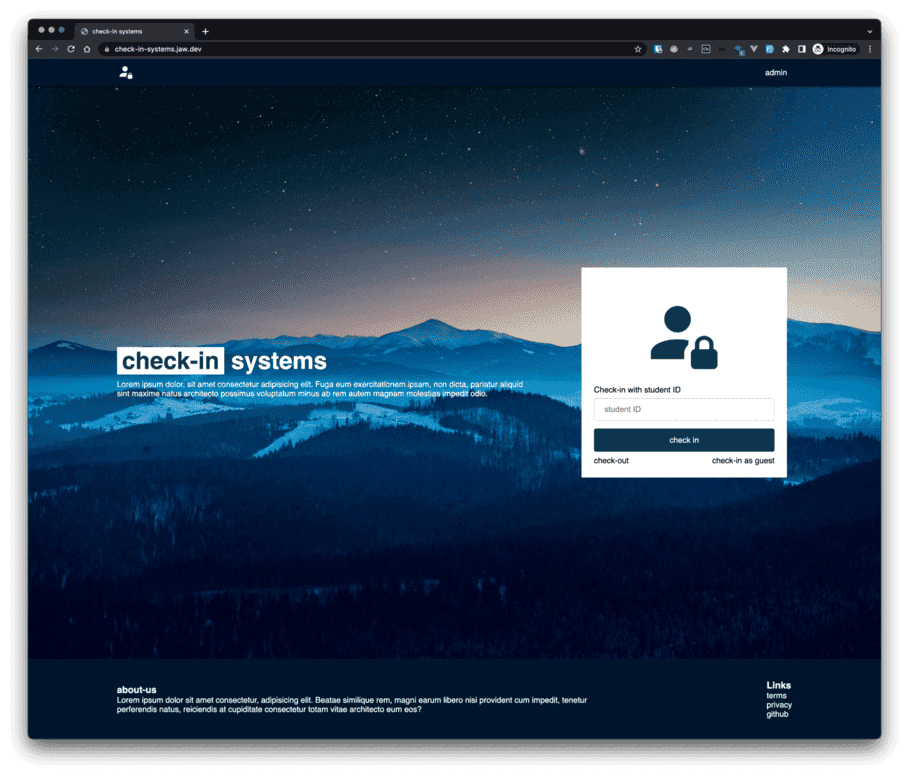 check-in systems
check-in-systems.jaw.dev
Incognito
admin
check-in systems
Lorem ipsum dolor, sit amet consectetur adipisicing elit. Fuga eum exercitationem ipsam, non dicta, pariatur aliquid
sint maxime natus architecto possimus voluptatum minus ab rem autem magnam molestias impedit odio.
Check-in with student ID
student ID
check in
check-out check-in as guest
about-us
Lorem ipsum dolor sit amet consectetur, adipisicing elit. Beatae similique rem, magni earum libero nisi provident cum impedit, tenetur
perferendis natus, reiciendis at cupiditate consectetur totam vitae architecto eum eos?
Links
terms
privacy
github